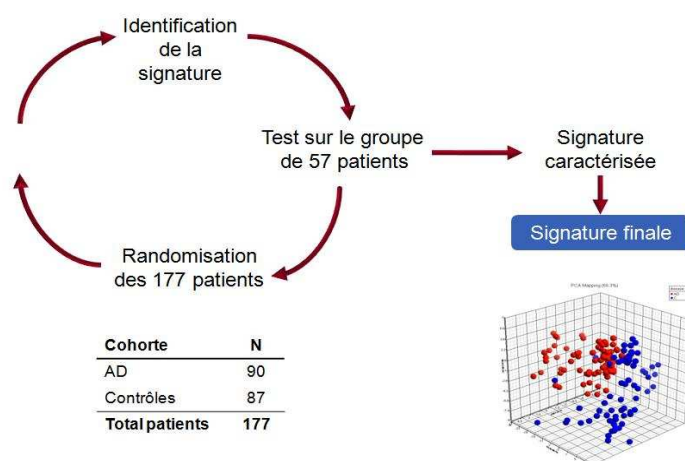 Identification
de la
signature
Test sur le groupe
de 57 patients
Signature
caractérisée
Signature finale
Randomisation
des 177 patients
Cohorte N
AD 90
Contrôles 87
Total patients 177